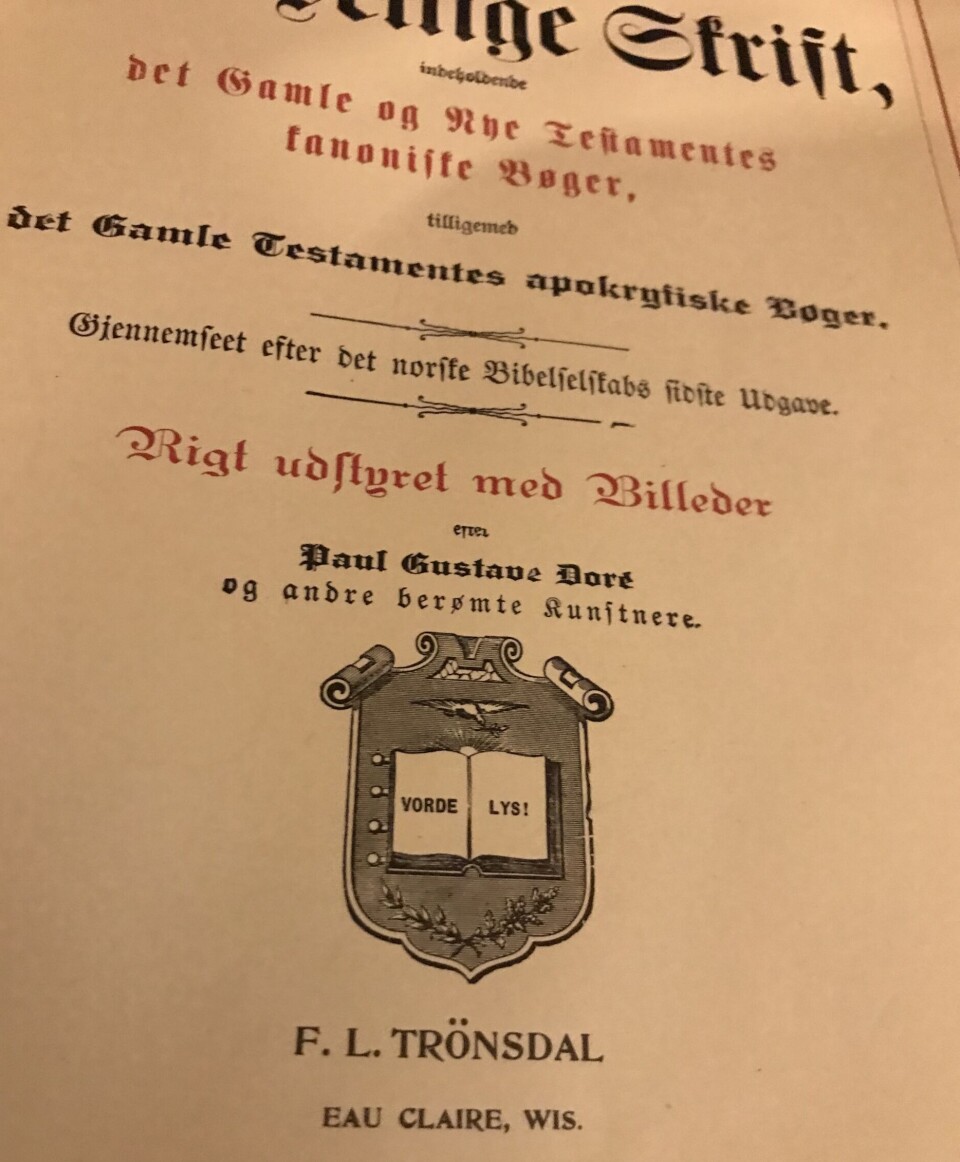 Skrift,
indeholdende
det Gamle og Nye Testamentes
kanoniske Bøger,
tilligemed
det Gamle Testamentes apokryfiske Bøger.
Gjennemseet efter det norske Bibelselskabs sidste Udgave.
Rigt udstyret med Billeder
efter
Paul Gustave Doré
og andre berømte Kunstnere.
VORDE LYS!
F. L. TRÖNSDAL
EAU CLAIRE, WIS.